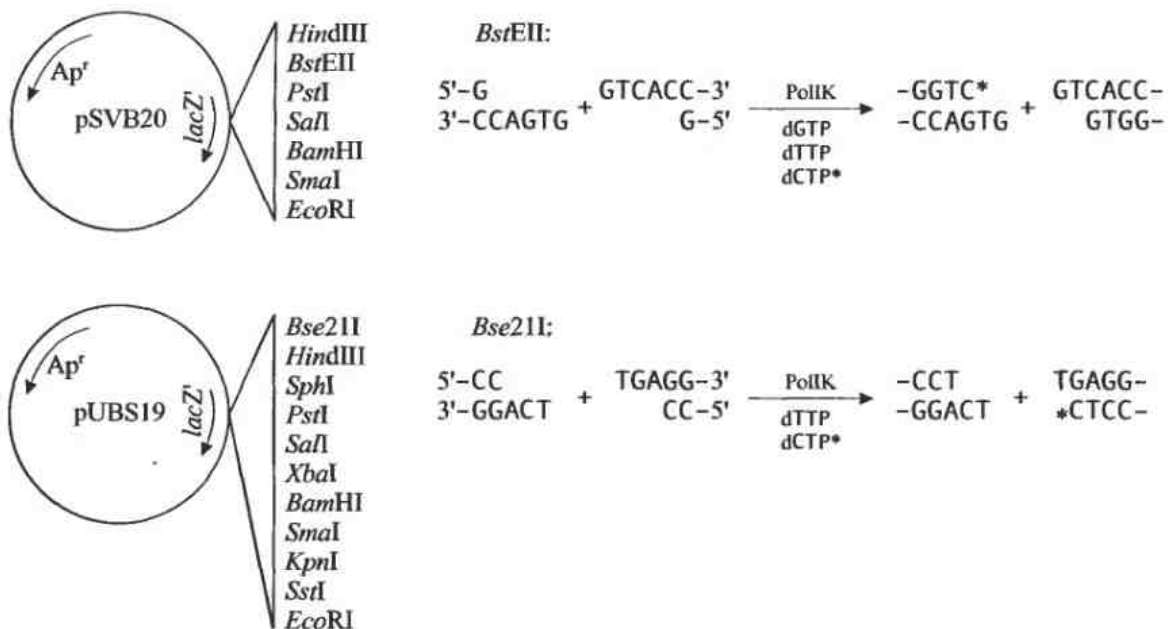 HindIII
BstEII
PstI
SalI
BamHI
SmaI
EcoRI
Apʳ
pSVB20
lacZ'
BstEII:
5'-G GTCACC-3' PolIK -GGTC* GTCACC-
+ +
3'-CCAGTG G-5' dGTP -CCAGTG GTGG-
dTTP
dCTP*
Bse21I
HindIII
SphI
PstI
SalI
XbaI
BamHI
SmaI
KpnI
SstI
EcoRI
Apʳ
pUBS19
lacZ'
Bse21I:
5'-CC TGAGG-3' PolIK -CCT TGAGG-
+ +
3'-GGACT CC-5' dTTP -GGACT *CTCC-
dCTP*